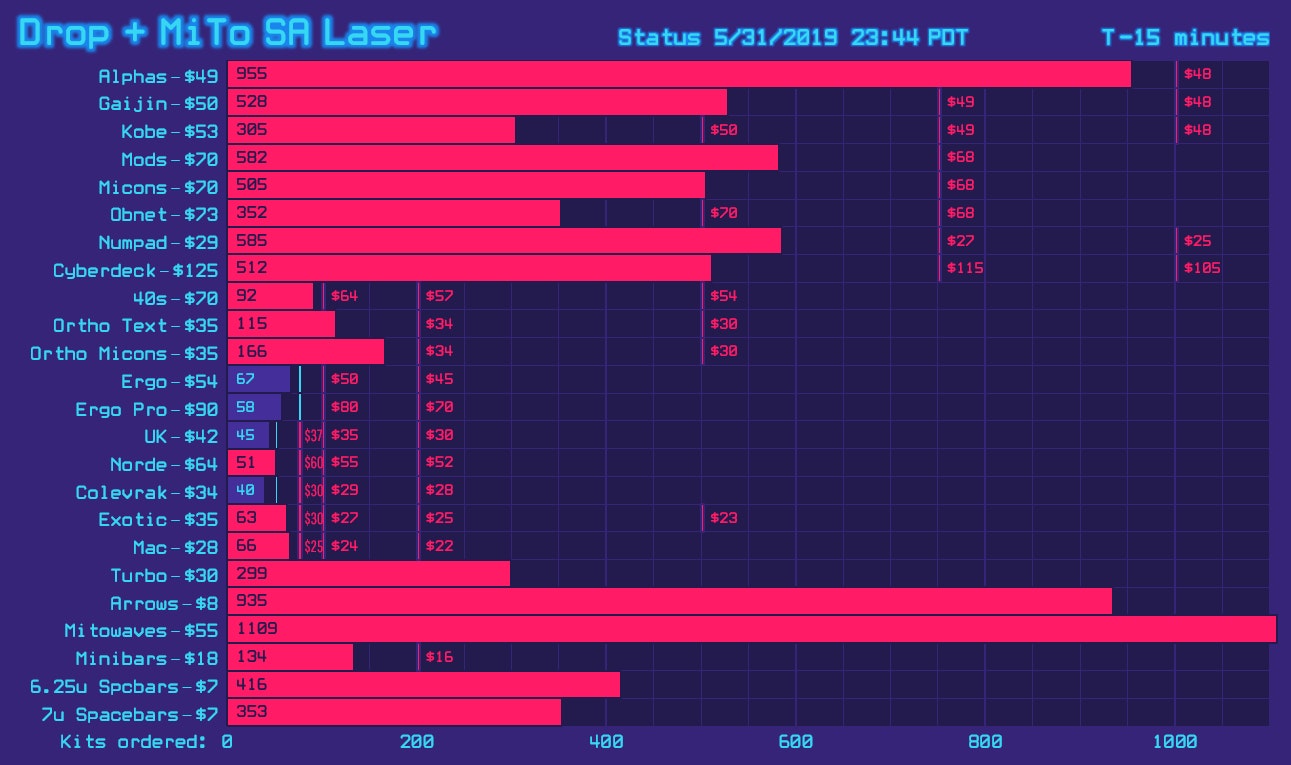 Drop + MiTo SA Laser Status 5/31/2019 23:44 PDT T-15 minutes
Alphas-$49 955 $48
Gaijin-$50 528 $49 $48
Kobe-$53 305 $50 $49 $48
Mods-$70 582 $68
Micons-$70 505 $68
Obnet-$73 352 $70 $68
Numpad-$29 585 $27 $25
Cyberdeck-$125 512 $115 $105
40s-$70 92 $64 $57 $54
Ortho Text-$35 115 $34 $30
Ortho Micons-$35 166 $34 $30
Ergo-$54 67 $50 $45
Ergo Pro-$90 58 $80 $70
UK-$42 45 $37 $35 $30
Norde-$64 51 $60 $55 $52
Colevrak-$34 40 $30 $29 $28
Exotic-$35 63 $30 $27 $25 $23
Mac-$28 66 $25 $24 $22
Turbo-$30 299
Arrows-$8 935
Mitowaves-$55 1109
Minibars-$18 134 $16
6.25u Spcbars-$7 416
7u Spacebars-$7 353
Kits ordered: 0 200 400 600 800 1000